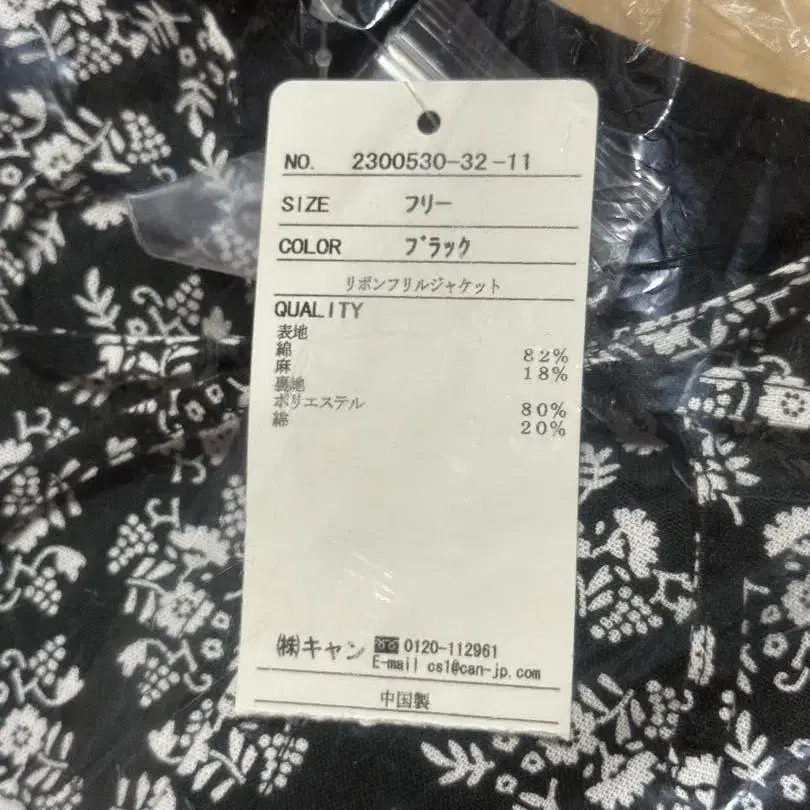 NO. 2300530-32-11
SIZE フリー
COLOR ブラック
リボンフリルジャケット
QUALITY
表地
綿 82%
麻 18%
裏地
ポリエステル 80%
綿 20%
㈱キャン 0120-112961
E-mail cs1@can-jp.com
中国製